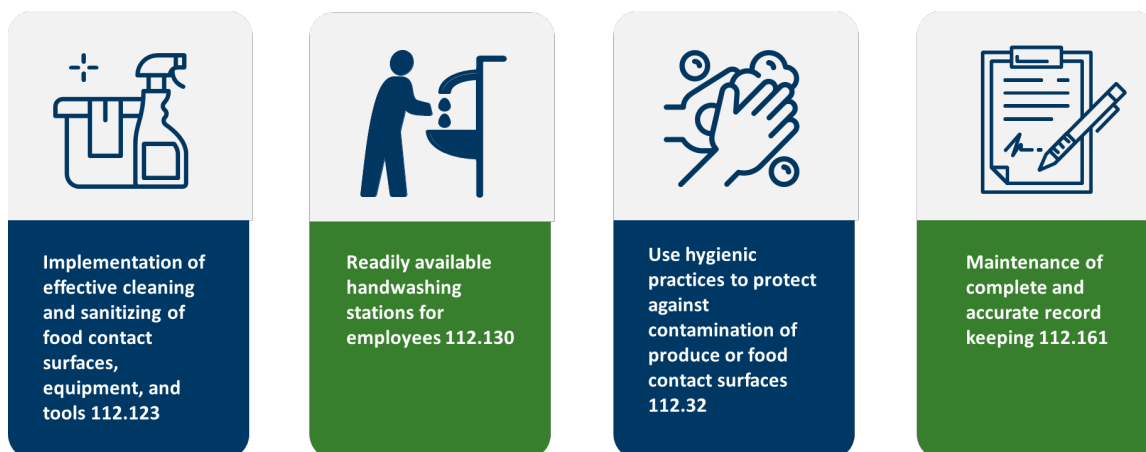 Implementation of
effective cleaning
and sanitizing of
food contact
surfaces,
equipment, and
tools 112.123
Readily available
handwashing
stations for
employees 112.130
Use hygienic
practices to protect
against
contamination of
produce or food
contact surfaces
112.32
Maintenance of
complete and
accurate record
keeping 112.161